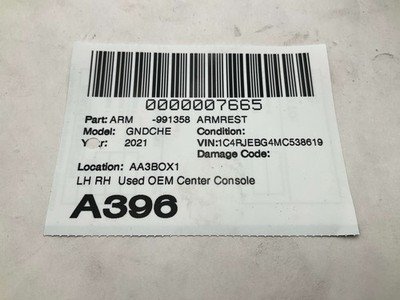 0000007665
Part: ARM -991358 ARMREST
Model: GNDCHE Condition:
Year: 2021 VIN:1C4RJEBG4MC538619
Damage Code:
Location: AA3BOX1
LH RH Used OEM Center Console
A396